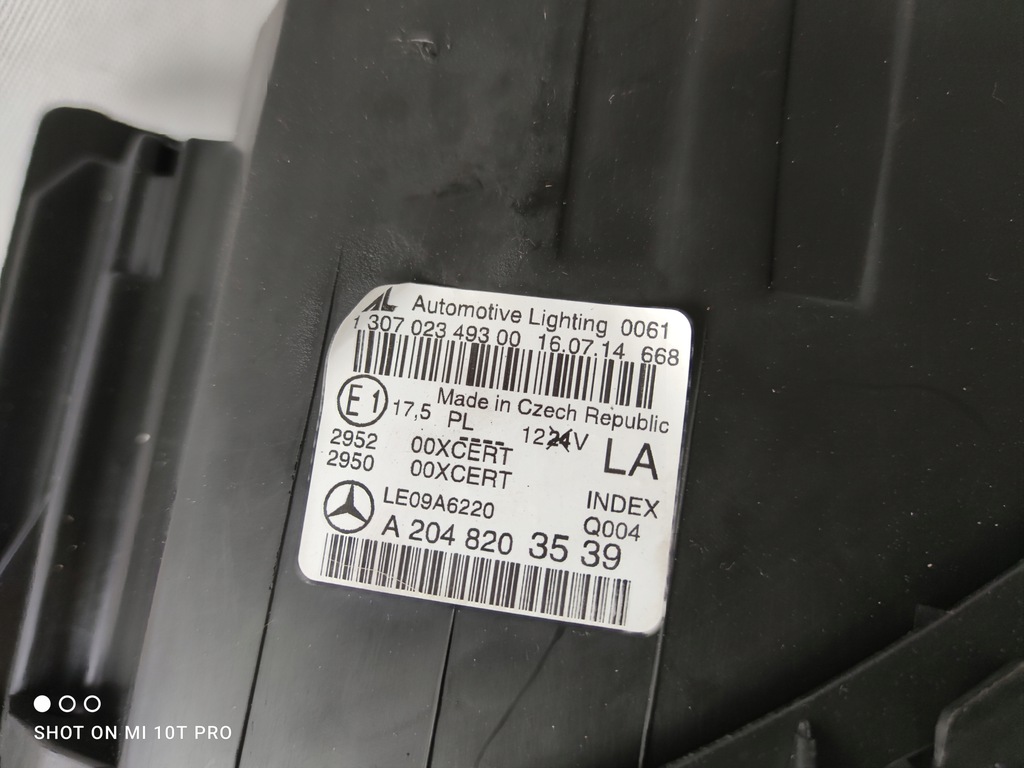 AL Automotive Lighting 0061
1 307 023 493 00 16.07.14 668
Made in Czech Republic
E1 17,5 PL ---- 1224V
2952 00XCERT LA
2950 00XCERT
LE09A6220 INDEX
Q004
A 204 820 35 39
SHOT ON MI 10T PRO